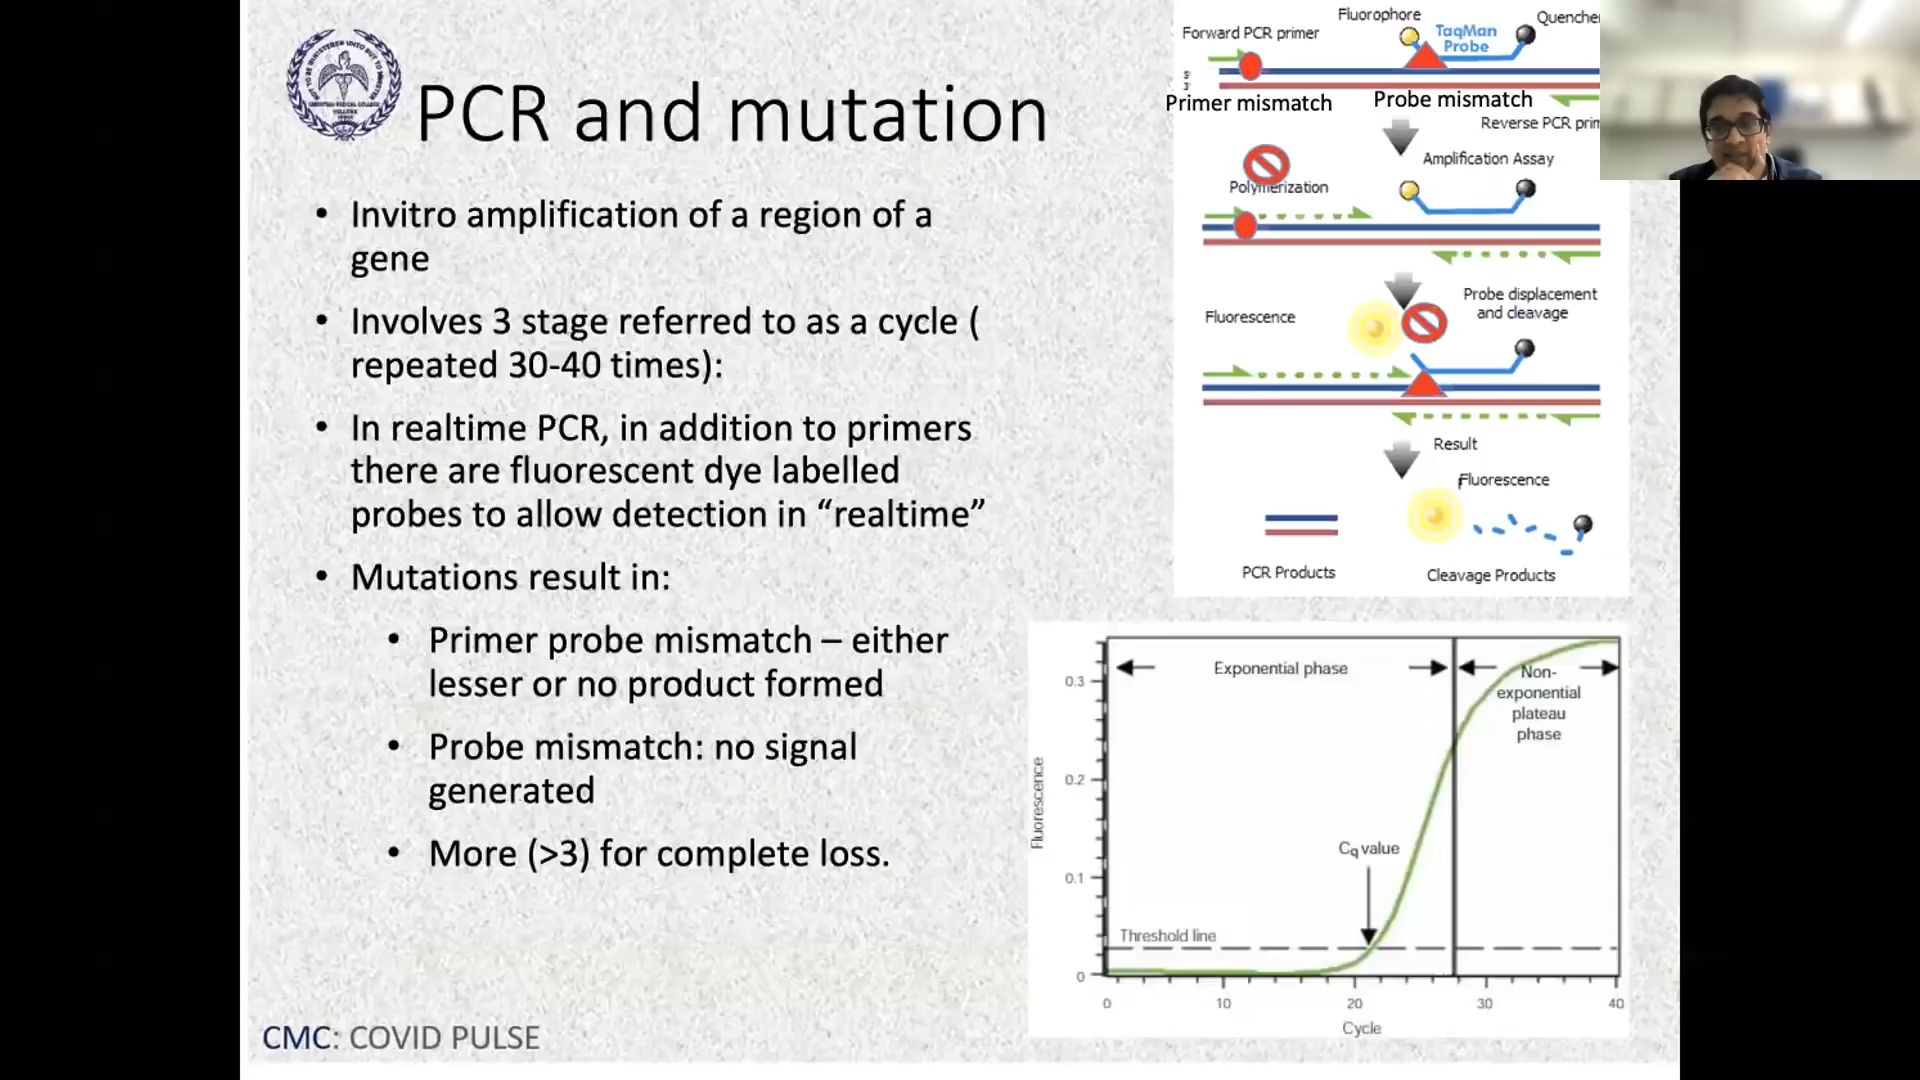 PCR and mutation
• Invitro amplification of a region of a
gene
• Involves 3 stage referred to as a cycle (
repeated 30-40 times):
• In realtime PCR, in addition to primers
there are fluorescent dye labelled
probes to allow detection in “realtime”
• Mutations result in:
• Primer probe mismatch – either
lesser or no product formed
• Probe mismatch: no signal
generated
• More (>3) for complete loss.
CMC: COVID PULSE
Fluorophore
Quenche
Forward PCR primer
TaqMan
Probe
5'
3'
Primer mismatch
Probe mismatch
Reverse PCR prim
Amplification Assay
Polymerization
Probe displacement
and cleavage
Fluorescence
Result
Fluorescence
PCR Products
Cleavage Products
Exponential phase
Non-
exponential
plateau
phase
0.3
0.2
0.1
0
Fluorescence
Cq value
Threshold line
0 10 20 30 40
Cycle